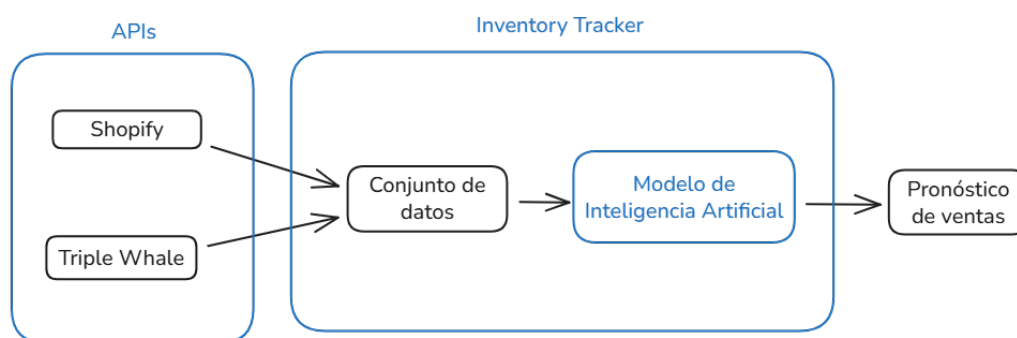 APIs
Inventory Tracker
Shopify
Triple Whale
Conjunto de
datos
Modelo de
Inteligencia Artificial
Pronóstico
de ventas